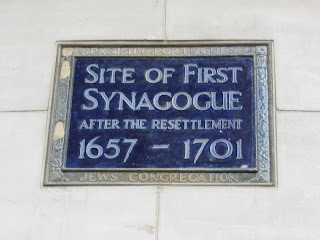 SPANISH & PORTUGUESE
SITE OF FIRST
SYNAGOGUE
AFTER THE RESETTLEMENT
1657 – 1701
JEWS CONGREGATION